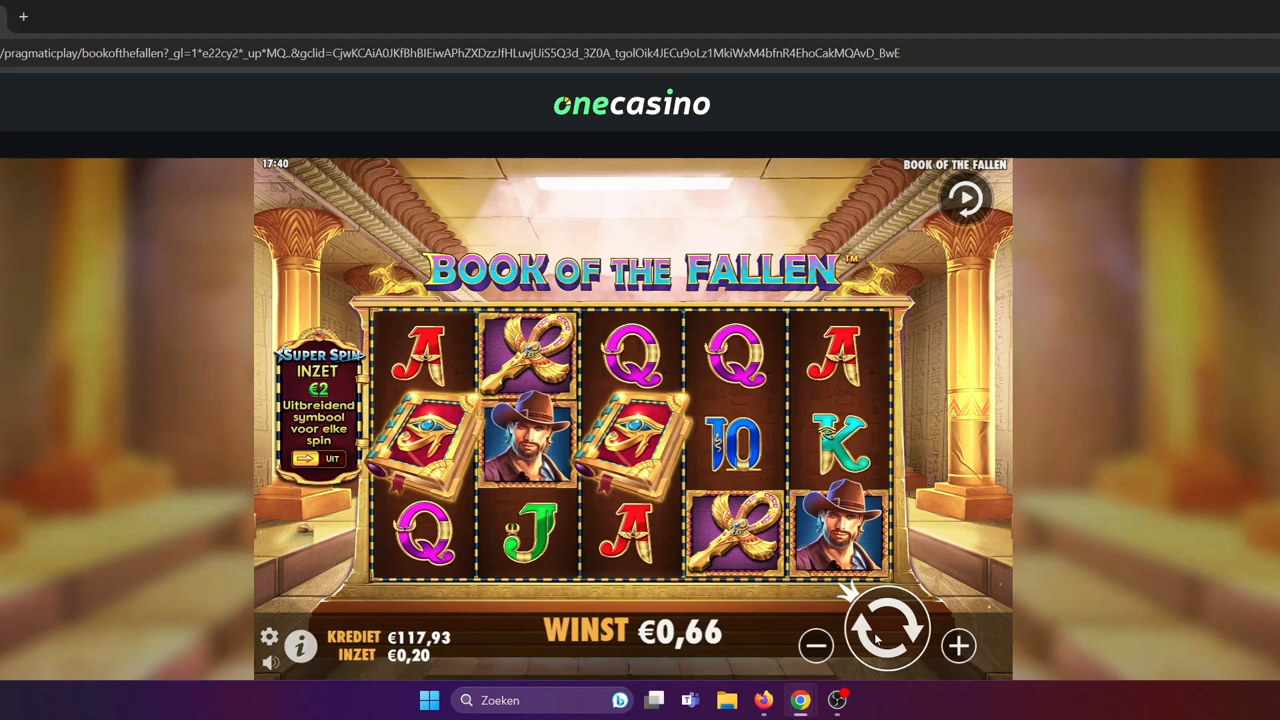 /pragmaticplay/bookofthefallen?_gl=1*e22cy2*_up*MQ..&gclid=CjwKCAiA0JKfBhBIEiwAPhZXDzzJfHLuvjUiS5Q3d_3Z0A_tgolOik4JECu9oLz1MkiWxM4bfnR4EhoCakMQAvD_BwE
onecasino
17:40
BOOK OF THE FALLEN
BOOK OF THE FALLEN™
SUPER SPIN
INZET
€2
Uitbreidend
symbool
voor elke
spin
UIT
A Q Q A
10 K
Q J A
WINST €0,66
KREDIET €117,93
INZET €0,20
Zoeken